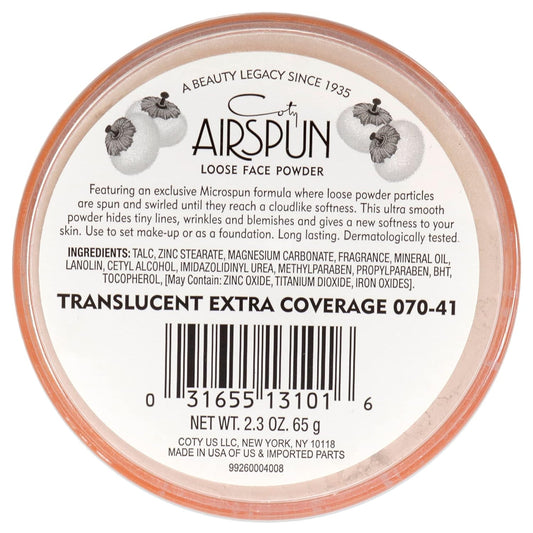 A BEAUTY LEGACY SINCE 1935
Coty
AIRSPUN
LOOSE FACE POWDER
Featuring an exclusive Microspun formula where loose powder particles
are spun and swirled until they reach a cloudlike softness. This ultra smooth
powder hides tiny lines, wrinkles and blemishes and gives a new softness to your
skin. Use to set make-up or as a foundation. Long lasting. Dermatologically tested.
INGREDIENTS: TALC, ZINC STEARATE, MAGNESIUM CARBONATE, FRAGRANCE, MINERAL OIL,
LANOLIN, CETYL ALCOHOL, IMIDAZOLIDINYL UREA, METHYLPARABEN, PROPYLPARABEN, BHT,
TOCOPHEROL, [May Contain: ZINC OXIDE, TITANIUM DIOXIDE, IRON OXIDES].
TRANSLUCENT EXTRA COVERAGE 070-41
0 31655 13101 6
NET WT. 2.3 OZ. 65 g
COTY US LLC, NEW YORK, NY 10118
MADE IN USA OF US & IMPORTED PARTS
99260004008